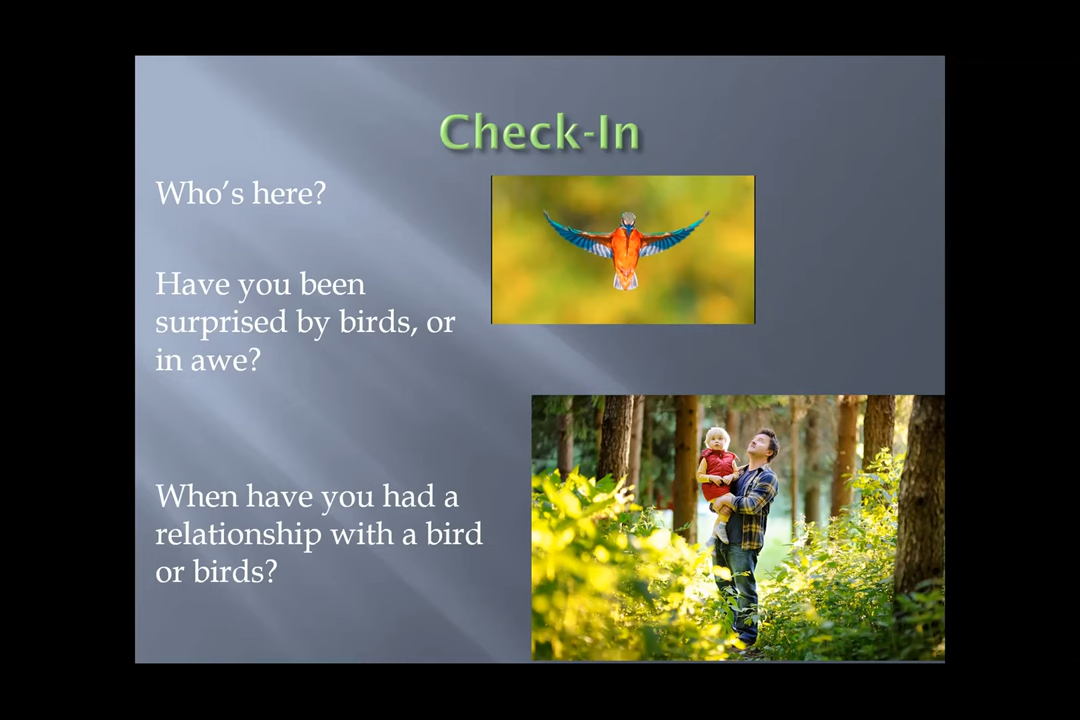 Check-In
Who’s here?
Have you been
surprised by birds, or
in awe?
When have you had a
relationship with a bird
or birds?